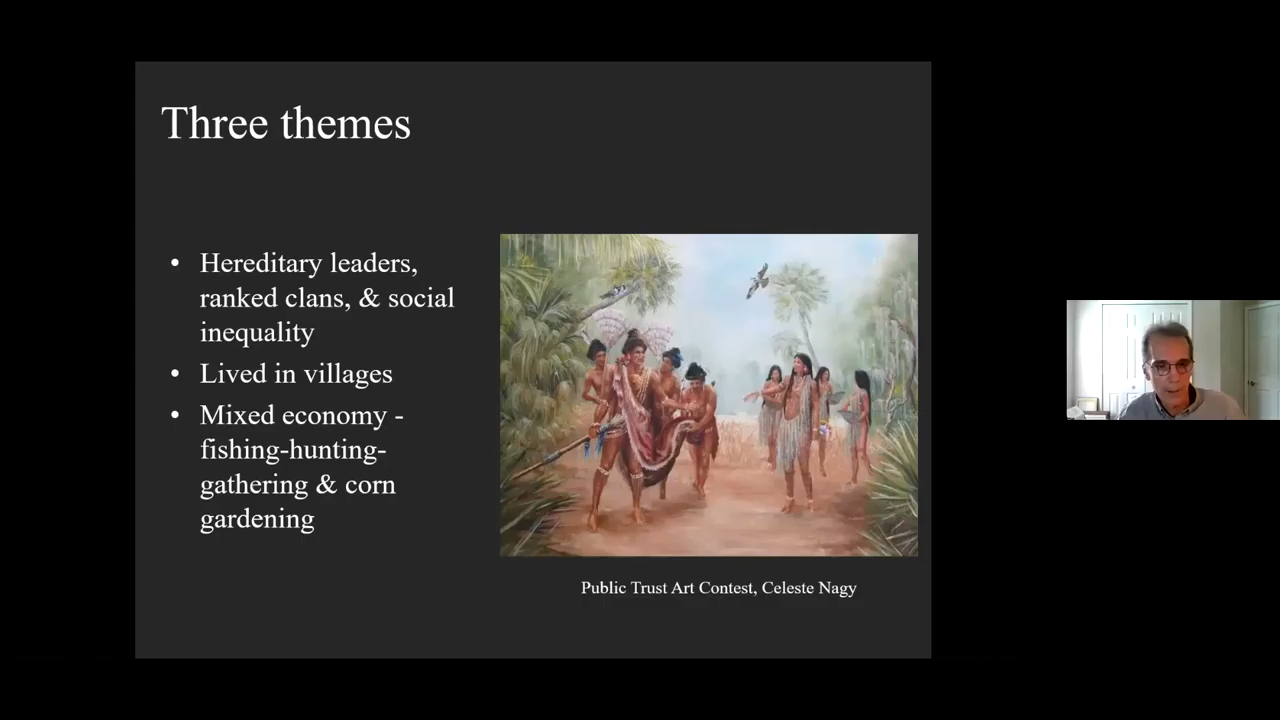 Three themes
• Hereditary leaders,
ranked clans, & social
inequality
• Lived in villages
• Mixed economy -
fishing-hunting-
gathering & corn
gardening
Public Trust Art Contest, Celeste Nagy